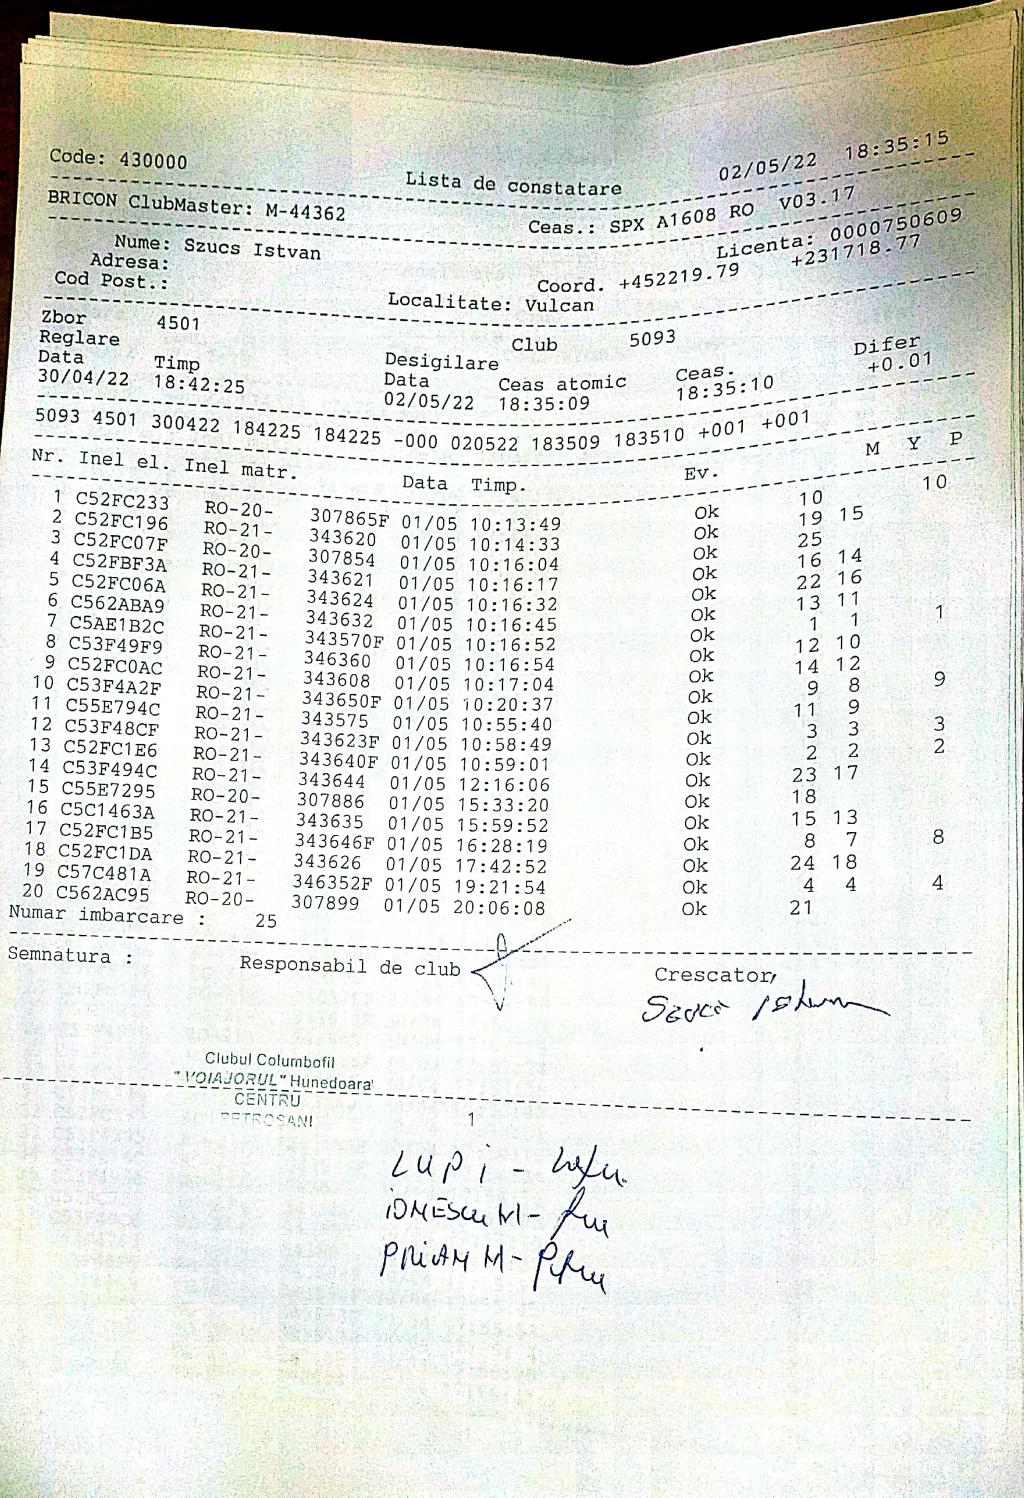 Code: 430000 Lista de constatare 02/05/22 18:35:15
BRICON ClubMaster: M-44362 Ceas.: SPX A1608 RO V03.17
Nume: Szucs Istvan Licenta: 0000750609
Adresa: Coord. +452219.79 +231718.77
Cod Post.: Localitate: Vulcan
Zbor 4501 Club 5093
Reglare Desigilare Difer
Data Timp Data Ceas atomic Ceas. +0.01
30/04/22 18:42:25 02/05/22 18:35:09 18:35:10
5093 4501 300422 184225 184225 -000 020522 183509 183510 +001 +001
Nr. Inel el. Inel matr. Data Timp. Ev. M Y P
1 C52FC233 RO-20- 307865F 01/05 10:13:49 Ok 10 10
2 C52FC196 RO-21- 343620 01/05 10:14:33 Ok 19 15
3 C52FC07F RO-20- 307854 01/05 10:16:04 Ok 25
4 C52FBF3A RO-21- 343621 01/05 10:16:17 Ok 16 14
5 C52FC06A RO-21- 343624 01/05 10:16:32 Ok 22 16
6 C562ABA9 RO-21- 343632 01/05 10:16:45 Ok 13 11
7 C5AE1B2C RO-21- 343570F 01/05 10:16:52 Ok 1 1 1
8 C53F49F9 RO-21- 346360 01/05 10:16:54 Ok 12 10
9 C52FC0AC RO-21- 343608 01/05 10:17:04 Ok 14 12
10 C53F4A2F RO-21- 343650F 01/05 10:20:37 Ok 9 8 9
11 C55E794C RO-21- 343575 01/05 10:55:40 Ok 11 9
12 C53F48CF RO-21- 343623F 01/05 10:58:49 Ok 3 3 3
13 C52FC1E6 RO-21- 343640F 01/05 10:59:01 Ok 2 2 2
14 C53F494C RO-21- 343644 01/05 12:16:06 Ok 23 17
15 C55E7295 RO-20- 307886 01/05 15:33:20 Ok 18
16 C5C1463A RO-21- 343635 01/05 15:59:52 Ok 15 13
17 C52FC1B5 RO-21- 343646F 01/05 16:28:19 Ok 8 7 8
18 C52FC1DA RO-21- 343626 01/05 17:42:52 Ok 24 18
19 C57C481A RO-21- 346352F 01/05 19:21:54 Ok 4 4 4
20 C562AC95 RO-20- 307899 01/05 20:06:08 Ok 21
Numar imbarcare : 25
Semnatura : Responsabil de club Crescator,
Szucs Istvan
Clubul Columbofil
"VOIAJORUL" Hunedoara
CENTRU
PETROSANI
1
LUP i -
iONESCU M -
PRIAM M -